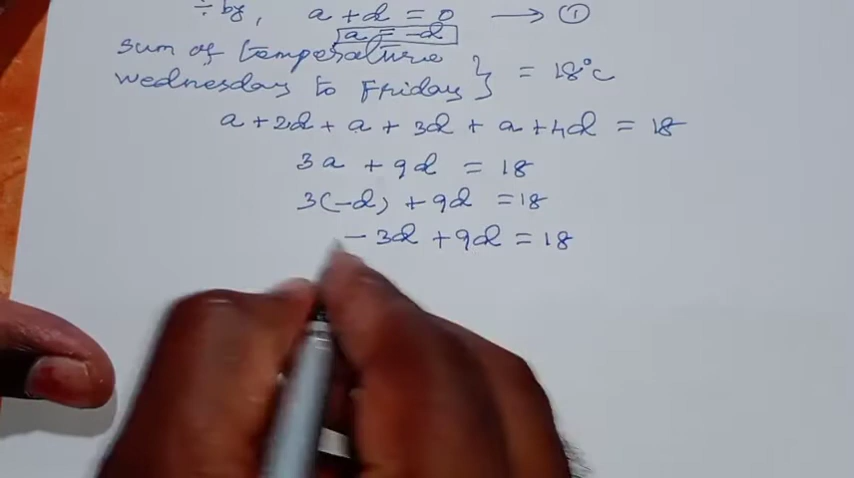 ÷ by, a + d = 0 → ①
a = -d
sum of temperature
wednesday to Friday } = 18°c
a + 2d + a + 3d + a + 4d = 18
3a + 9d = 18
3(-d) + 9d = 18
- 3d + 9d = 18